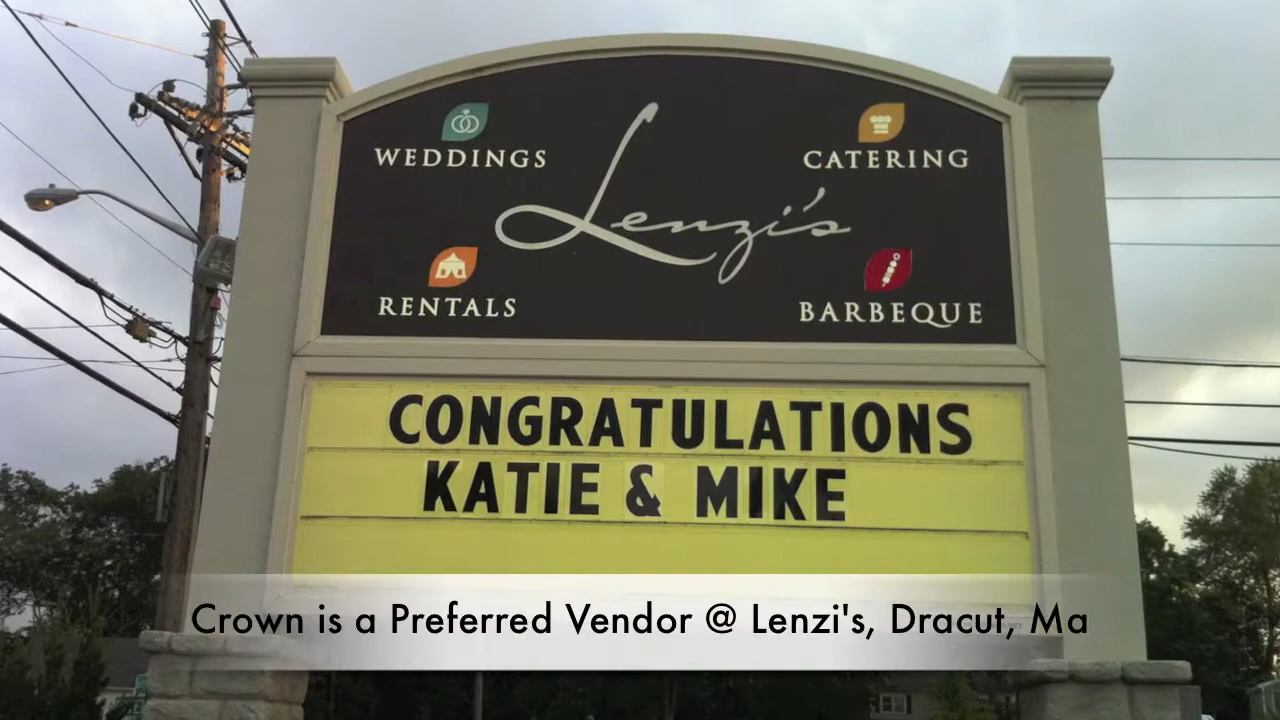 WEDDINGS
CATERING
Lenzi's
RENTALS
BARBEQUE
CONGRATULATIONS
KATIE & MIKE
Crown is a Preferred Vendor @ Lenzi's, Dracut, Ma